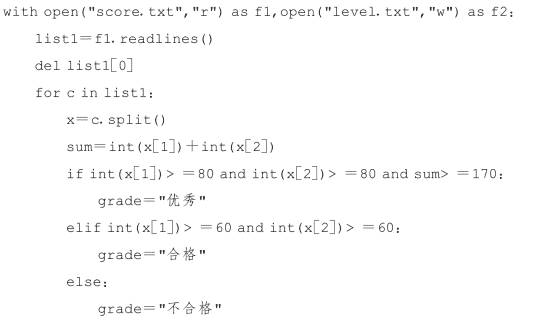 with open("score.txt","r") as f1,open("level.txt","w") as f2:
    list1=f1.readlines()
    del list1[0]
    for c in list1:
        x=c.split()
        sum=int(x[1])+int(x[2])
        if int(x[1])> =80 and int(x[2])> =80 and sum> =170:
            grade="优秀"
        elif int(x[1])> =60 and int(x[2])> =60:
            grade="合格"
        else:
            grade="不合格"